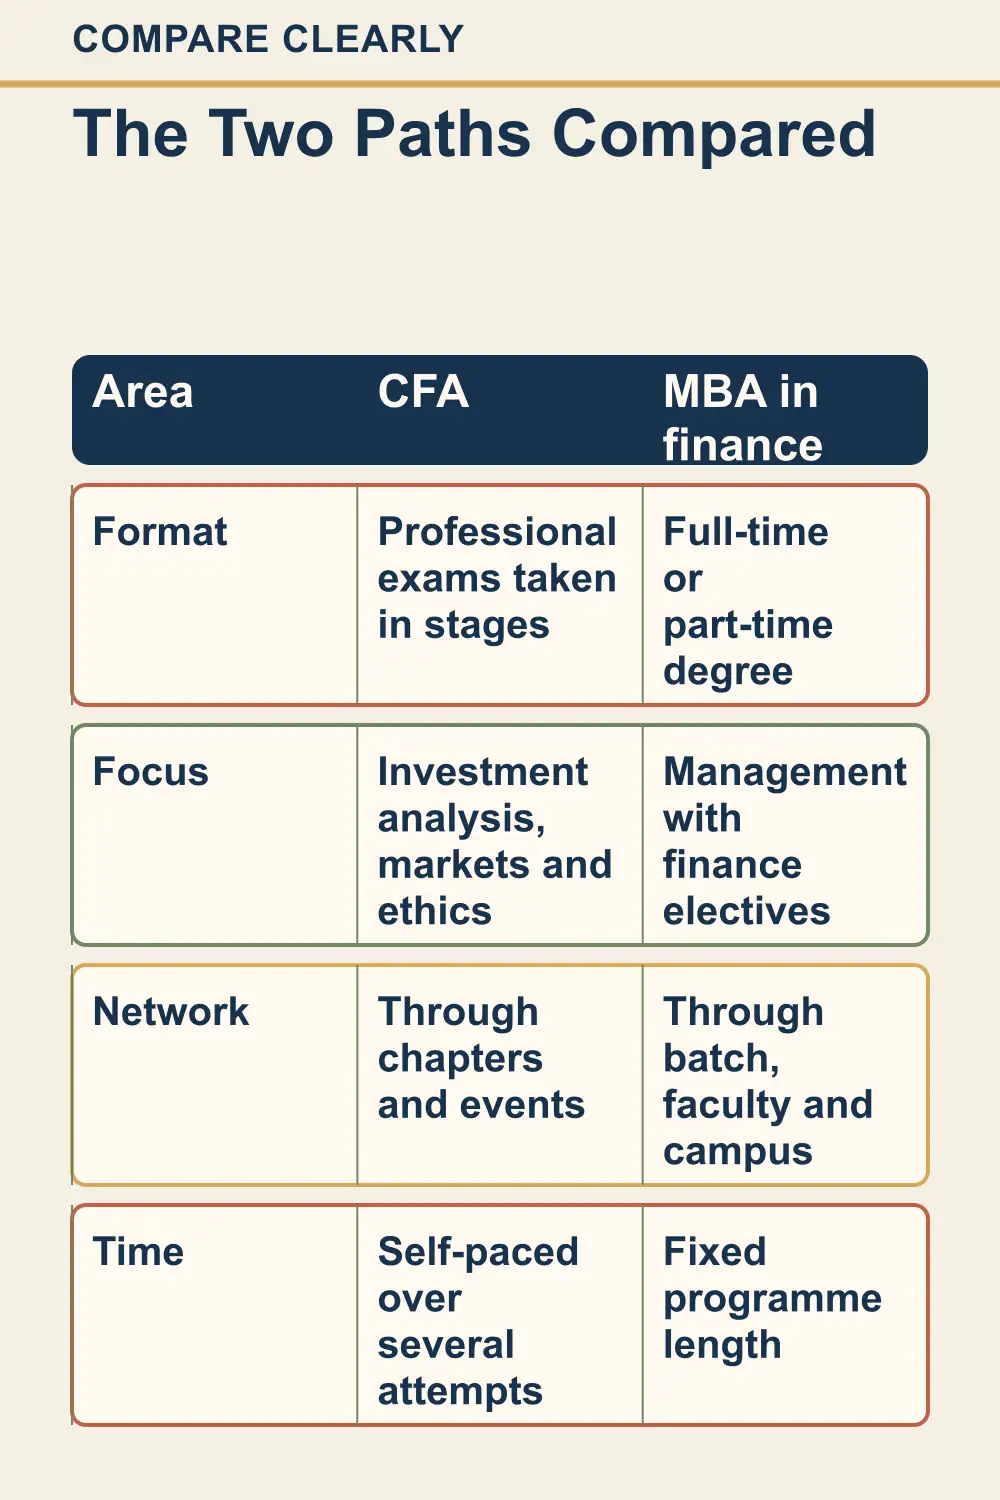 COMPARE CLEARLY
The Two Paths Compared
Area
CFA
MBA in
finance
Format
Professional
exams taken
in stages
Full-time
or
part-time
degree
Focus
Investment
analysis,
markets and
ethics
Management
with
finance
electives
Network
Through
chapters
and events
Through
batch,
faculty and
campus
Time
Self-paced
over
several
attempts
Fixed
programme
length